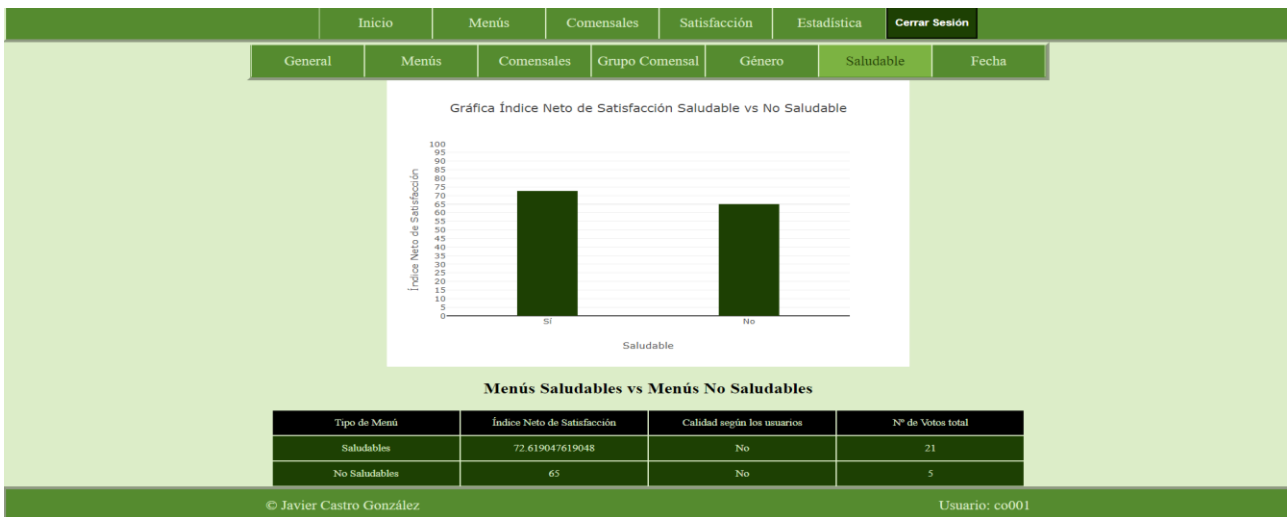 Inicio Menús Comensales Satisfacción Estadística Cerrar Sesión
General Menús Comensales Grupo Comensal Género Saludable Fecha
Gráfica Índice Neto de Satisfacción Saludable vs No Saludable
Índice Neto de Satisfacción
100
95
90
85
80
75
70
65
60
55
50
45
40
35
30
25
20
15
10
5
0
Sí No
Saludable
Menús Saludables vs Menús No Saludables
Tipo de Menú Índice Neto de Satisfacción Calidad según los usuarios Nº de Votos total
Saludables 72.619047619048 No 21
No Saludables 65 No 5
© Javier Castro González Usuario: co001